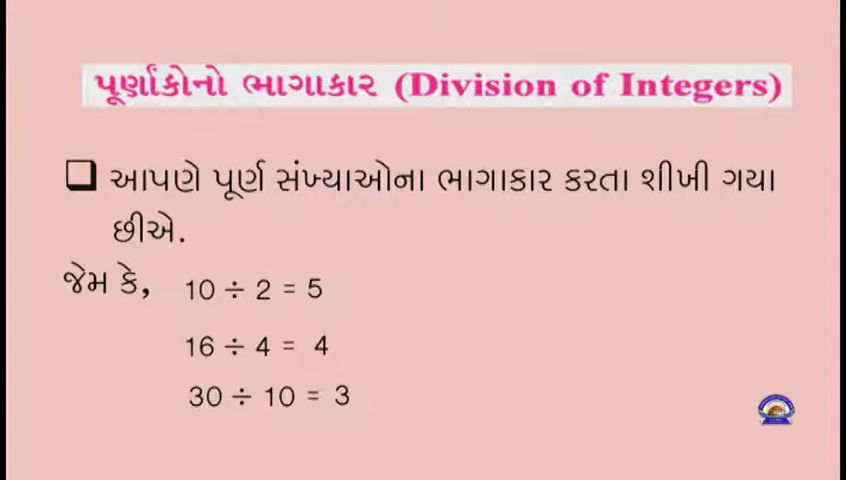 પૂર્ણાંકોનો ભાગાકાર (Division of Integers)
❑ આપણે પૂર્ણ સંખ્યાઓના ભાગાકાર કરતા શીખી ગયા
છીએ.
જેમ કે, 10 ÷ 2 = 5
16 ÷ 4 = 4
30 ÷ 10 = 3